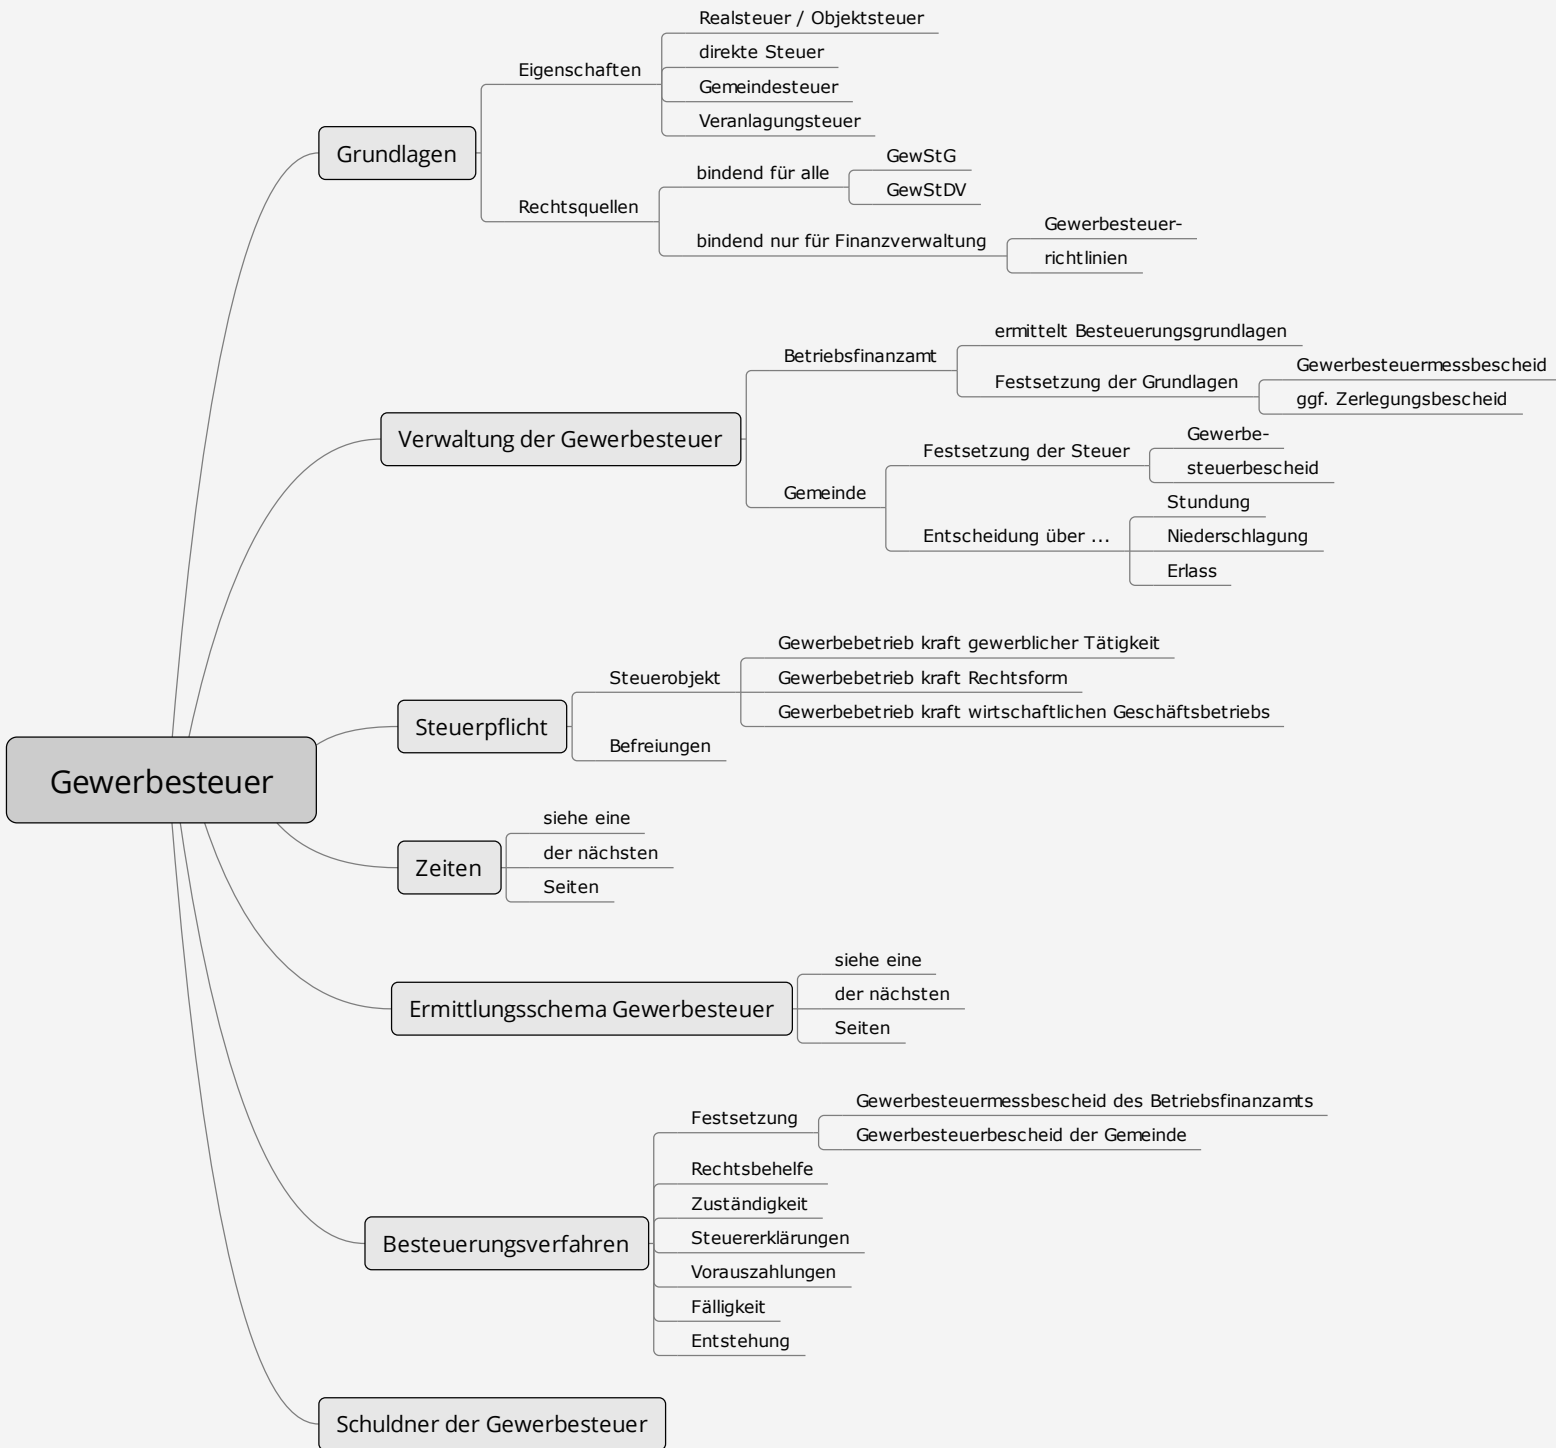 Gewerbesteuer
Grundlagen
Eigenschaften
Realsteuer / Objektsteuer
direkte Steuer
Gemeindesteuer
Veranlagungsteuer
Rechtsquellen
bindend für alle
GewStG
GewStDV
bindend nur für Finanzverwaltung
Gewerbesteuer-
richtlinien
Verwaltung der Gewerbesteuer
Betriebsfinanzamt
ermittelt Besteuerungsgrundlagen
Festsetzung der Grundlagen
Gewerbesteuermessbescheid
ggf. Zerlegungsbescheid
Gemeinde
Festsetzung der Steuer
Gewerbe-
steuerbescheid
Entscheidung über ...
Stundung
Niederschlagung
Erlass
Steuerpflicht
Steuerobjekt
Gewerbebetrieb kraft gewerblicher Tätigkeit
Gewerbebetrieb kraft Rechtsform
Gewerbebetrieb kraft wirtschaftlichen Geschäftsbetriebs
Befreiungen
Zeiten
siehe eine
der nächsten
Seiten
Ermittlungsschema Gewerbesteuer
siehe eine
der nächsten
Seiten
Besteuerungsverfahren
Festsetzung
Gewerbesteuermessbescheid des Betriebsfinanzamts
Gewerbesteuerbescheid der Gemeinde
Rechtsbehelfe
Zuständigkeit
Steuererklärungen
Vorauszahlungen
Fälligkeit
Entstehung
Schuldner der Gewerbesteuer